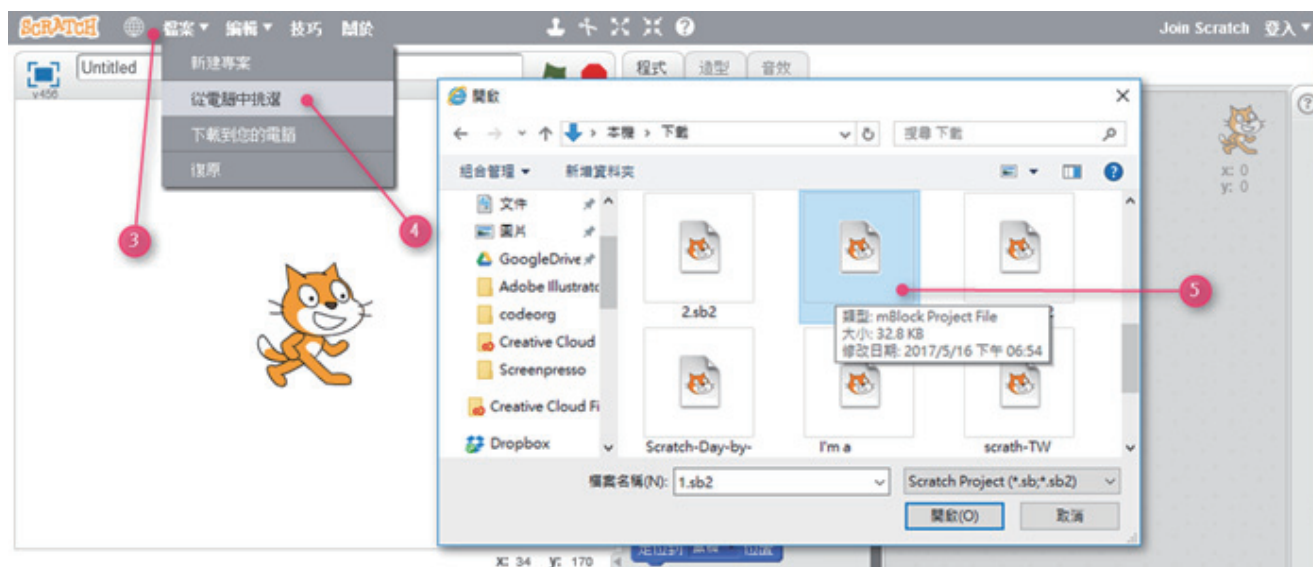 SCRATCH 檔案▼ 編輯▼ 技巧 關於 Join Scratch 登入▼
新建專案
從電腦中挑選
下載到您的電腦
復原
v456
Untitled
程式 造型 音效
x: 0
y: 0
3
4
5
開啟
本機 › 下載
搜尋 下載
組合管理 ▼ 新增資料夾
文件
圖片
GoogleDrive
Adobe Illustratc
codeorg
Creative Cloud
Screenpresso
Creative Cloud Fi
Dropbox
2.sb2
類型: mBlock Project File
大小: 32.8 KB
修改日期: 2017/5/16 下午 06:54
Scratch-Day-by-
I'm a
scrath-TW
檔案名稱(N): 1.sb2
Scratch Project (*.sb;*.sb2)
開啟(O) 取消
X: 34 y: 170
定位到